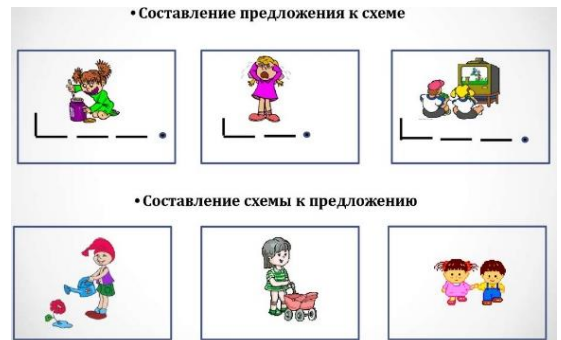 • Составление предложения к схеме
• Составление схемы к предложению